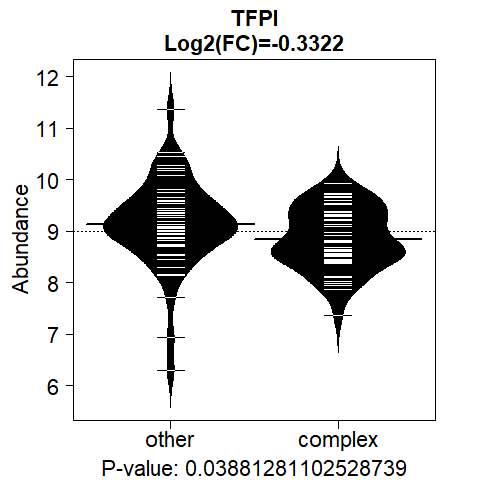 TFPI
Log2(FC)=-0.3322
12
11
10
9
8
7
6
Abundance
other complex
P-value: 0.03881281102528739